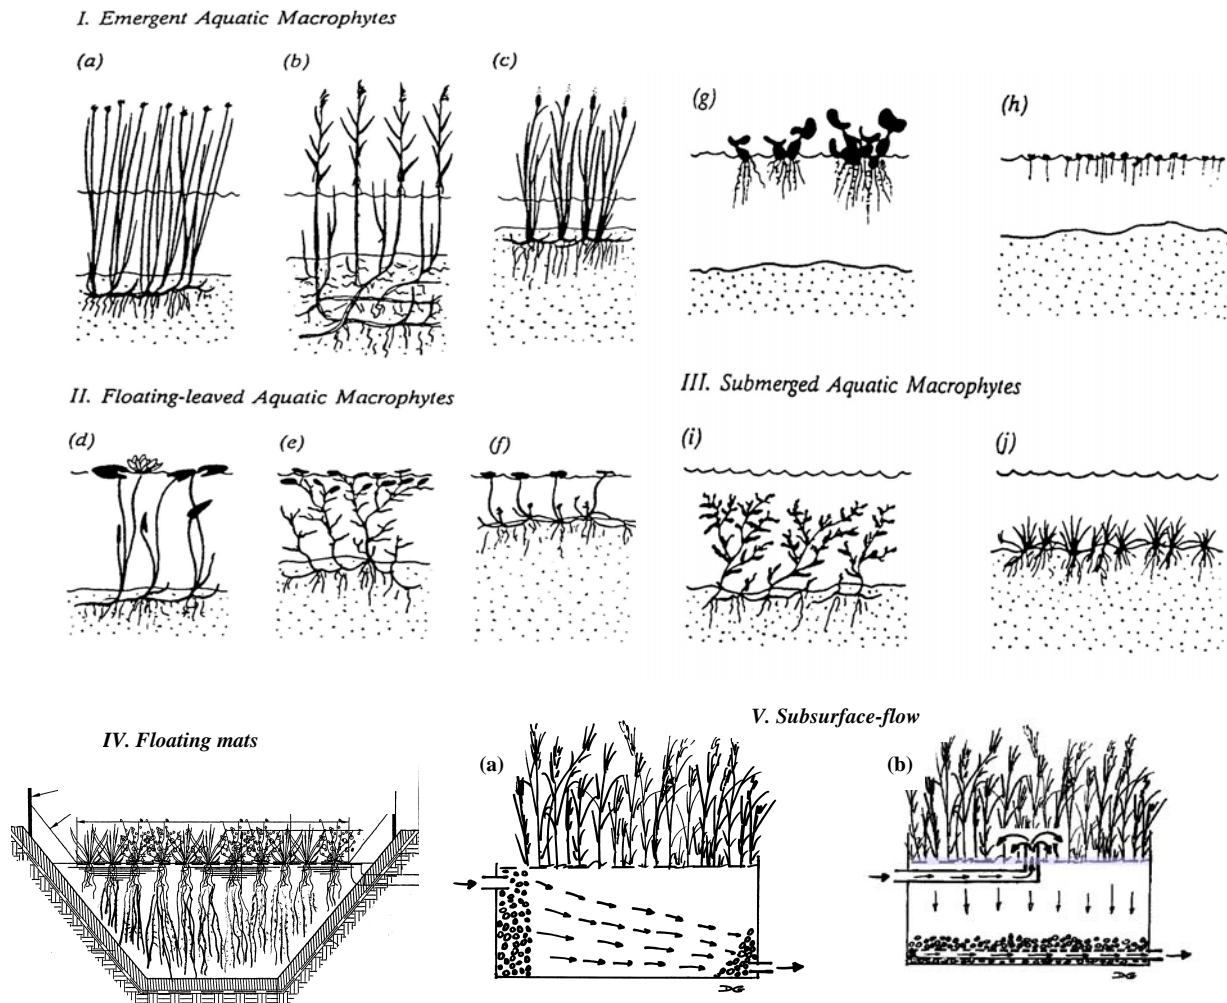 I. Emergent Aquatic Macrophytes
(a)
(b)
(c)
(g)
(h)
II. Floating-leaved Aquatic Macrophytes
III. Submerged Aquatic Macrophytes
(d)
(e)
(f)
(i)
(j)
IV. Floating mats
V. Subsurface-flow
(a)
(b)